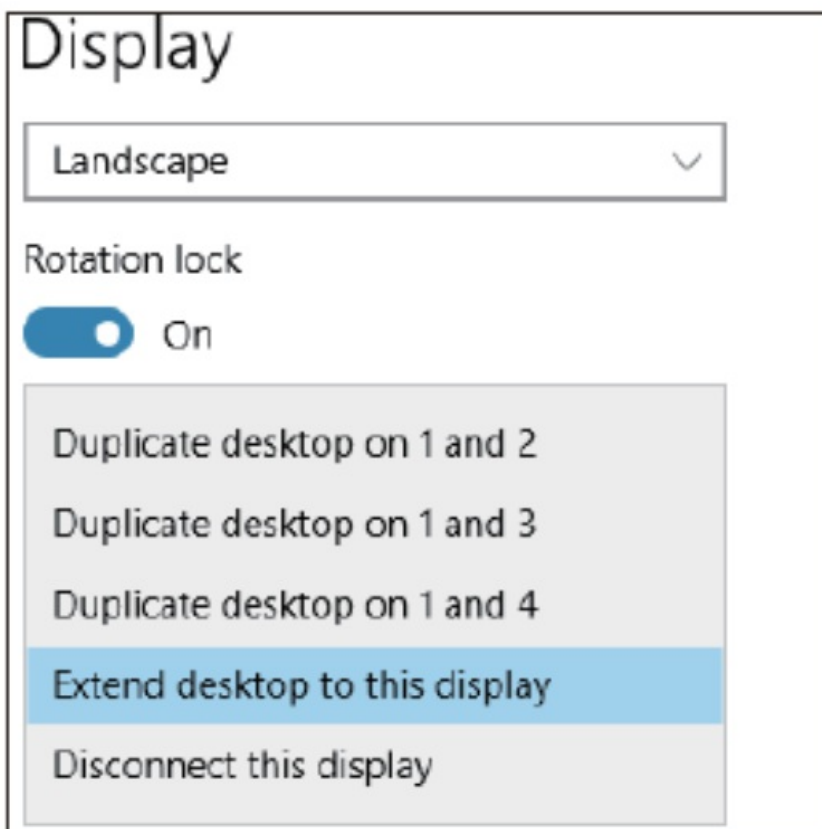 Display
Landscape
Rotation lock
On
Duplicate desktop on 1 and 2
Duplicate desktop on 1 and 3
Duplicate desktop on 1 and 4
Extend desktop to this display
Disconnect this display